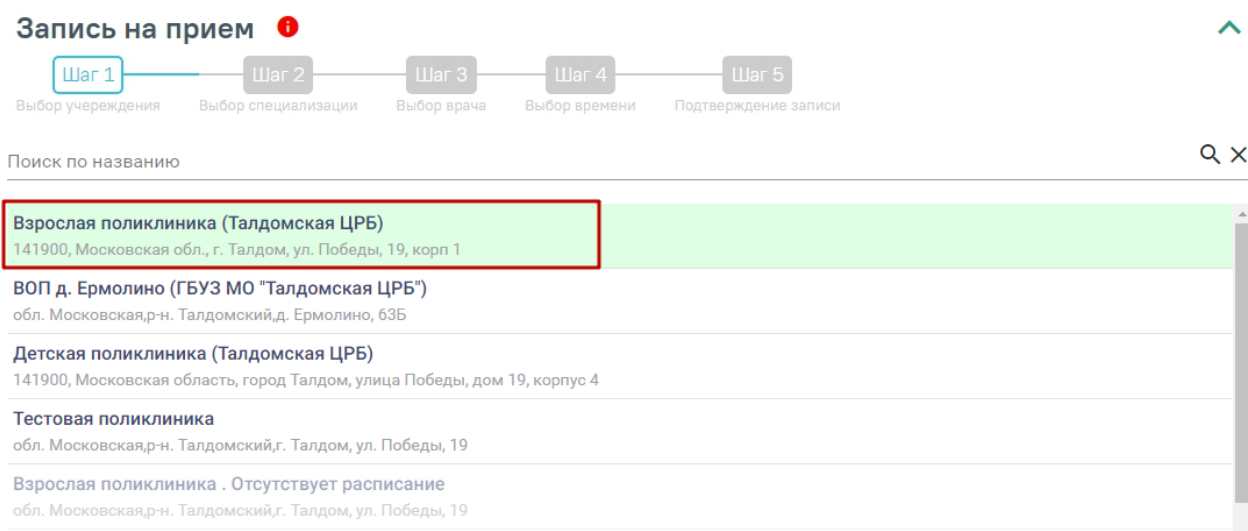 Запись на прием
Шаг 1 Шаг 2 Шаг 3 Шаг 4 Шаг 5
Выбор учереждения Выбор специализации Выбор врача Выбор времени Подтверждение записи
Поиск по названию
Взрослая поликлиника (Талдомская ЦРБ)
141900, Московская обл., г. Талдом, ул. Победы, 19, корп 1
ВОП д. Ермолино (ГБУЗ МО "Талдомская ЦРБ")
обл. Московская,р-н. Талдомский,д. Ермолино, 63Б
Детская поликлиника (Талдомская ЦРБ)
141900, Московская область, город Талдом, улица Победы, дом 19, корпус 4
Тестовая поликлиника
обл. Московская,р-н. Талдомский,г. Талдом, ул. Победы, 19
Взрослая поликлиника . Отсутствует расписание
обл. Московская,р-н. Талдомский,г. Талдом, ул. Победы, 19